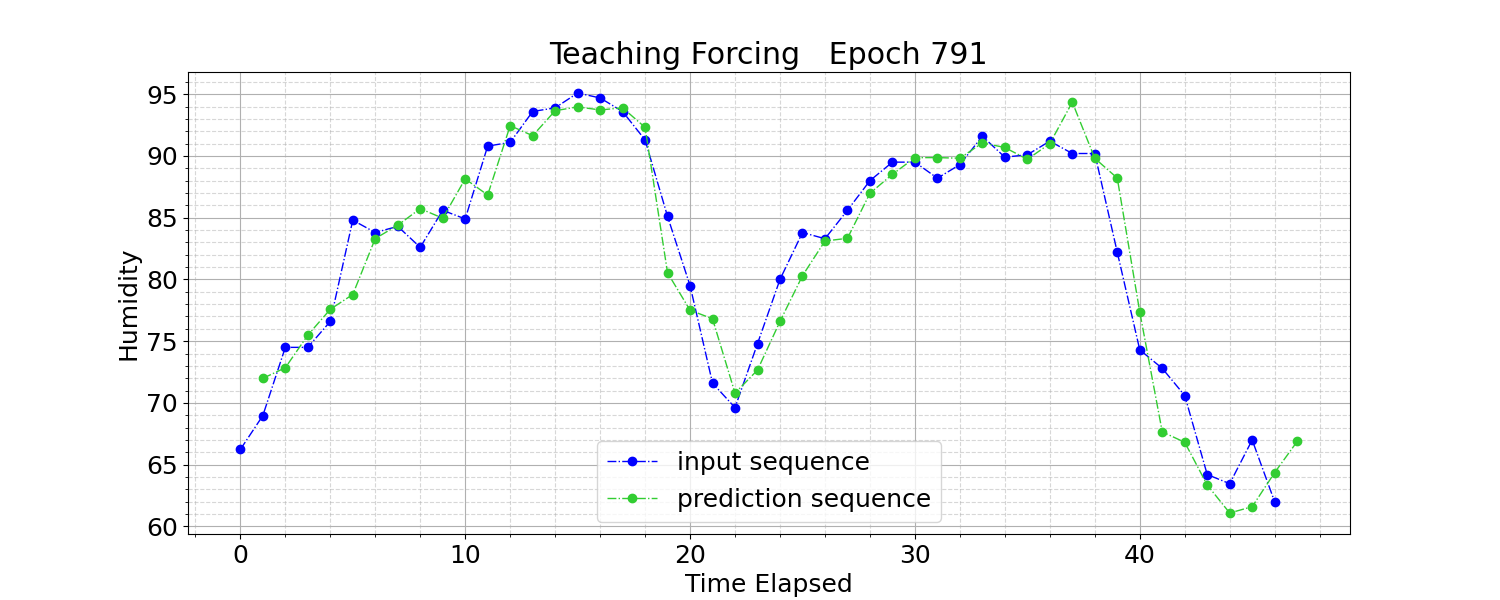 Teaching Forcing   Epoch 791
95
90
85
80
75
70
65
60
Humidity
input sequence
prediction sequence
0 10 20 30 40
Time Elapsed